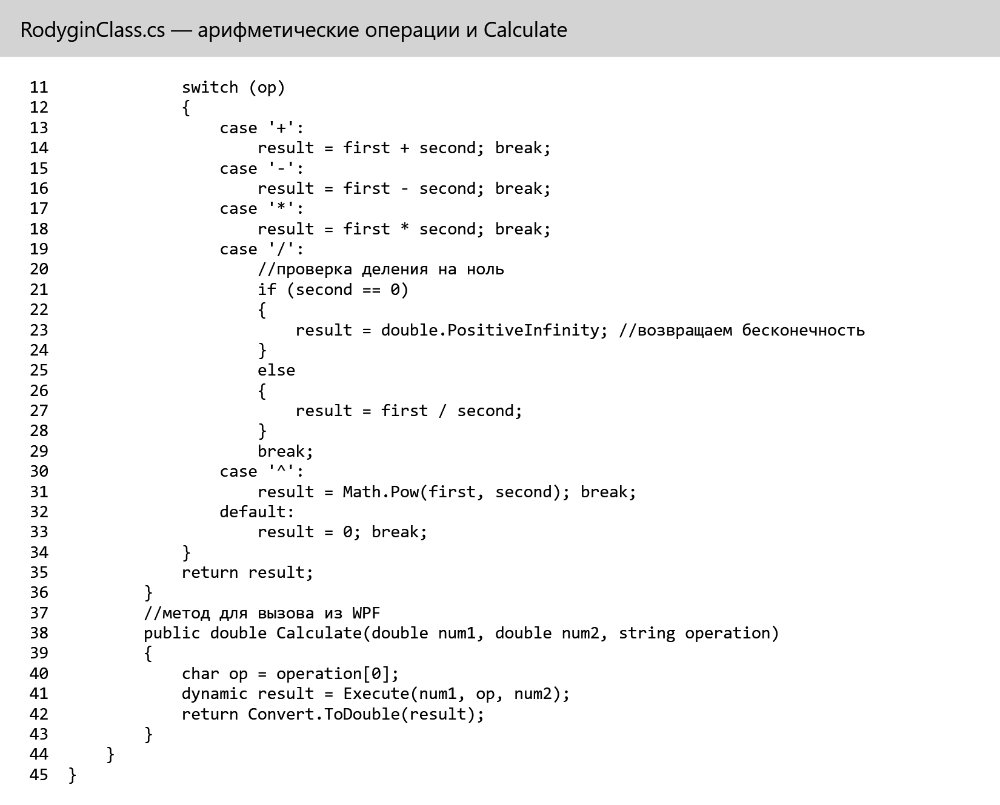 RodyginClass.cs — арифметические операции и Calculate
11 switch (op)
12 {
13 case '+':
14 result = first + second; break;
15 case '-':
16 result = first - second; break;
17 case '*':
18 result = first * second; break;
19 case '/':
20 //проверка деления на ноль
21 if (second == 0)
22 {
23 result = double.PositiveInfinity; //возвращаем бесконечность
24 }
25 else
26 {
27 result = first / second;
28 }
29 break;
30 case '^':
31 result = Math.Pow(first, second); break;
32 default:
33 result = 0; break;
34 }
35 return result;
36 }
37 //метод для вызова из WPF
38 public double Calculate(double num1, double num2, string operation)
39 {
40 char op = operation[0];
41 dynamic result = Execute(num1, op, num2);
42 return Convert.ToDouble(result);
43 }
44 }
45 }